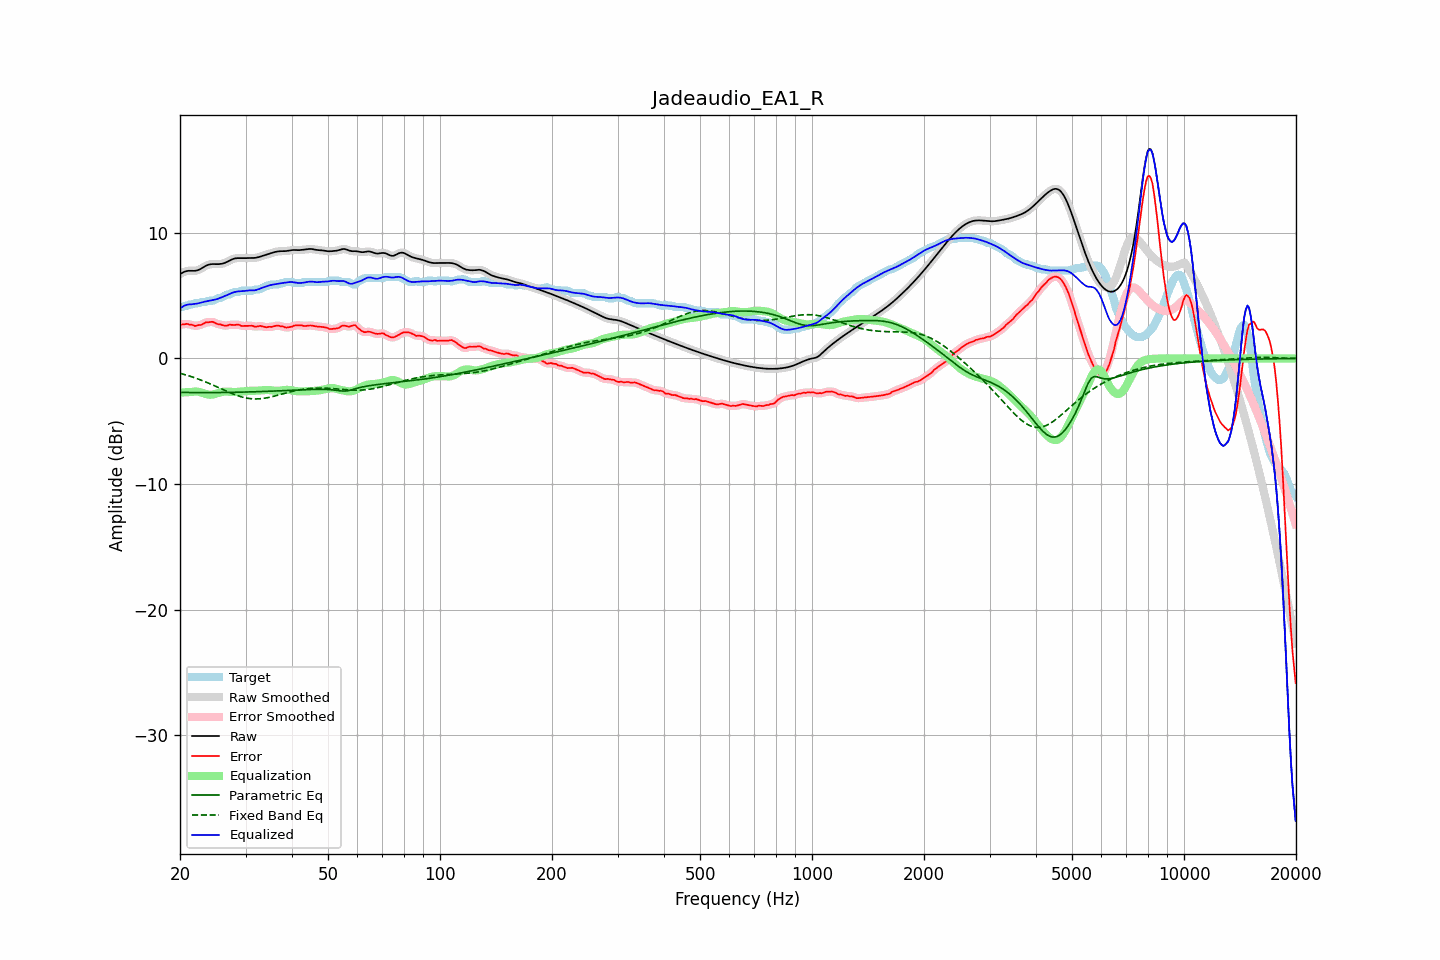 Jadeaudio_EA1_R
Amplitude (dBr)
10
0
−10
−20
−30
Target
Raw Smoothed
Error Smoothed
Raw
Error
Equalization
Parametric Eq
Fixed Band Eq
Equalized
20 50 100 200 500 1000 2000 5000 10000 20000
Frequency (Hz)